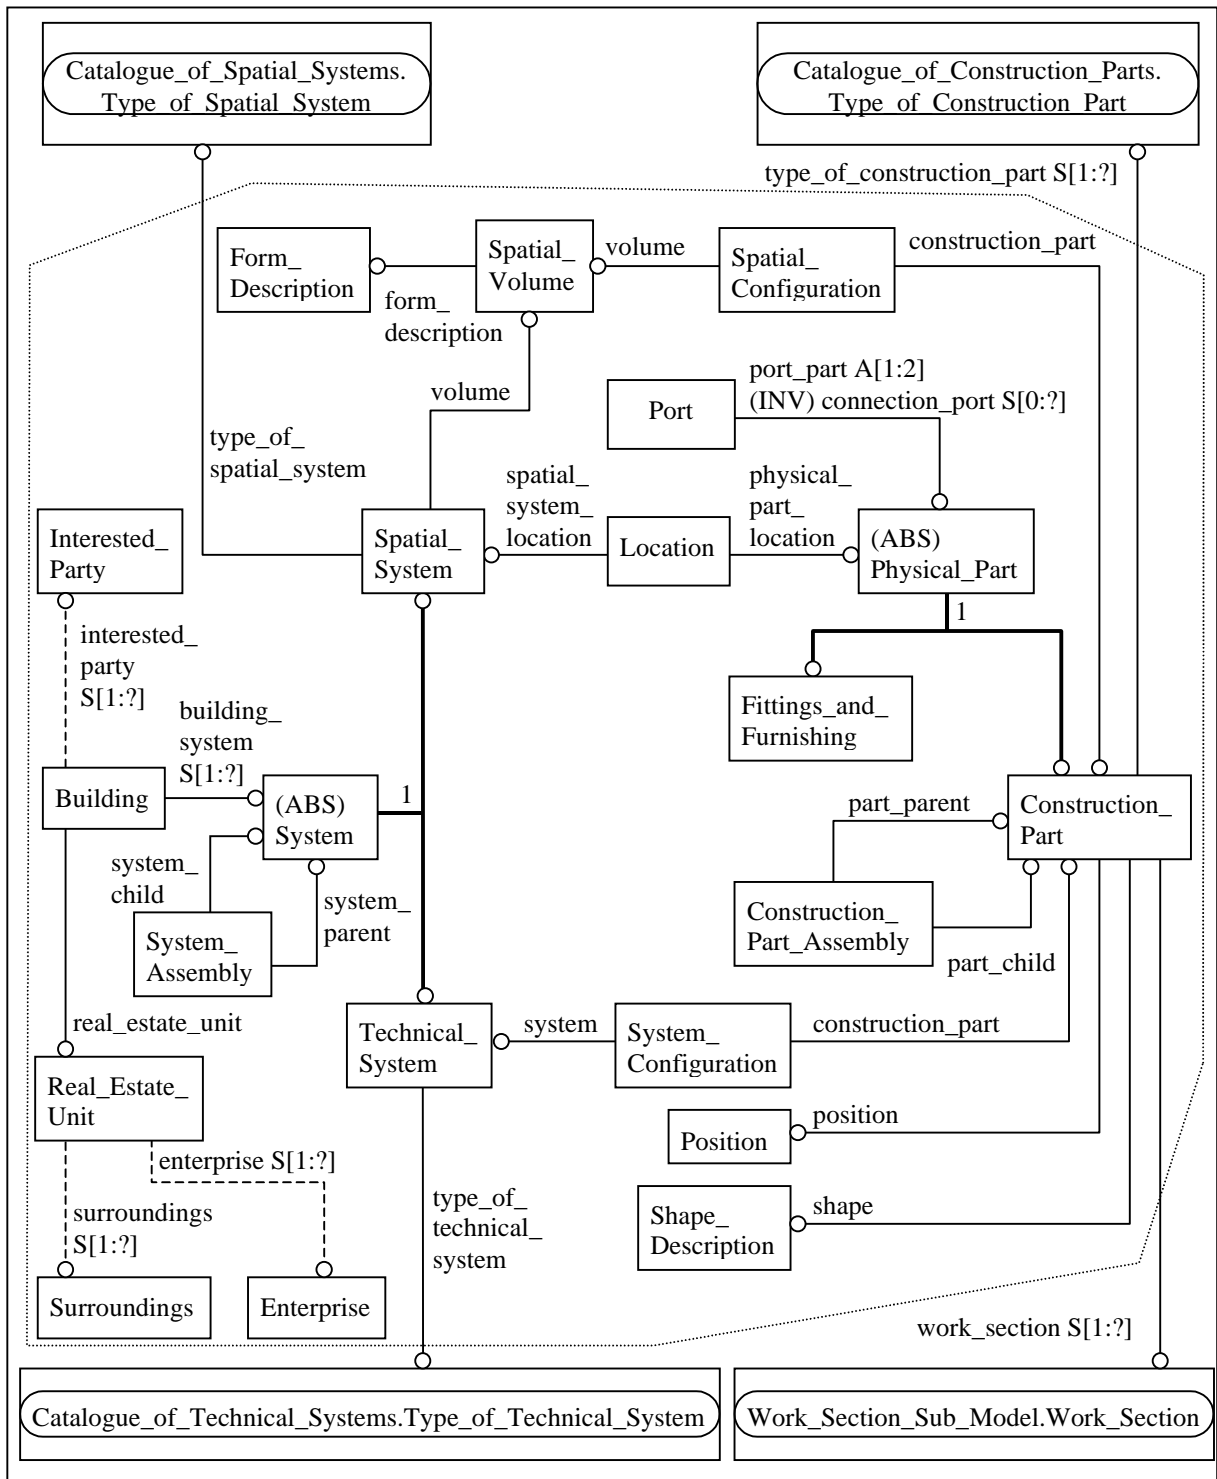 Catalogue_of_Spatial_Systems.
Type_of_Spatial_System
Catalogue_of_Construction_Parts.
Type_of_Construction_Part
type_of_construction_part S[1:?]
Form_
Description
form_
description
Spatial_
Volume
volume
Spatial_
Configuration
construction_part
volume
Port
port_part A[1:2]
(INV) connection_port S[0:?]
type_of_
spatial_system
Interested_
Party
Spatial_
System
spatial_
system_
location
Location
physical_
part_
location
(ABS)
Physical_Part
1
interested_
party
S[1:?]
building_
system
S[1:?]
Fittings_and_
Furnishing
Building
(ABS)
System
1
part_parent
Construction_
Part
system_
child
system_
parent
System_
Assembly
Construction_
Part_Assembly
part_child
real_estate_unit
Technical_
System
system
System_
Configuration
construction_part
Real_Estate_
Unit
Position
position
enterprise S[1:?]
surroundings
S[1:?]
type_of_
technical_
system
Shape_
Description
shape
Surroundings
Enterprise
work_section S[1:?]
Catalogue_of_Technical_Systems.Type_of_Technical_System
Work_Section_Sub_Model.Work_Section